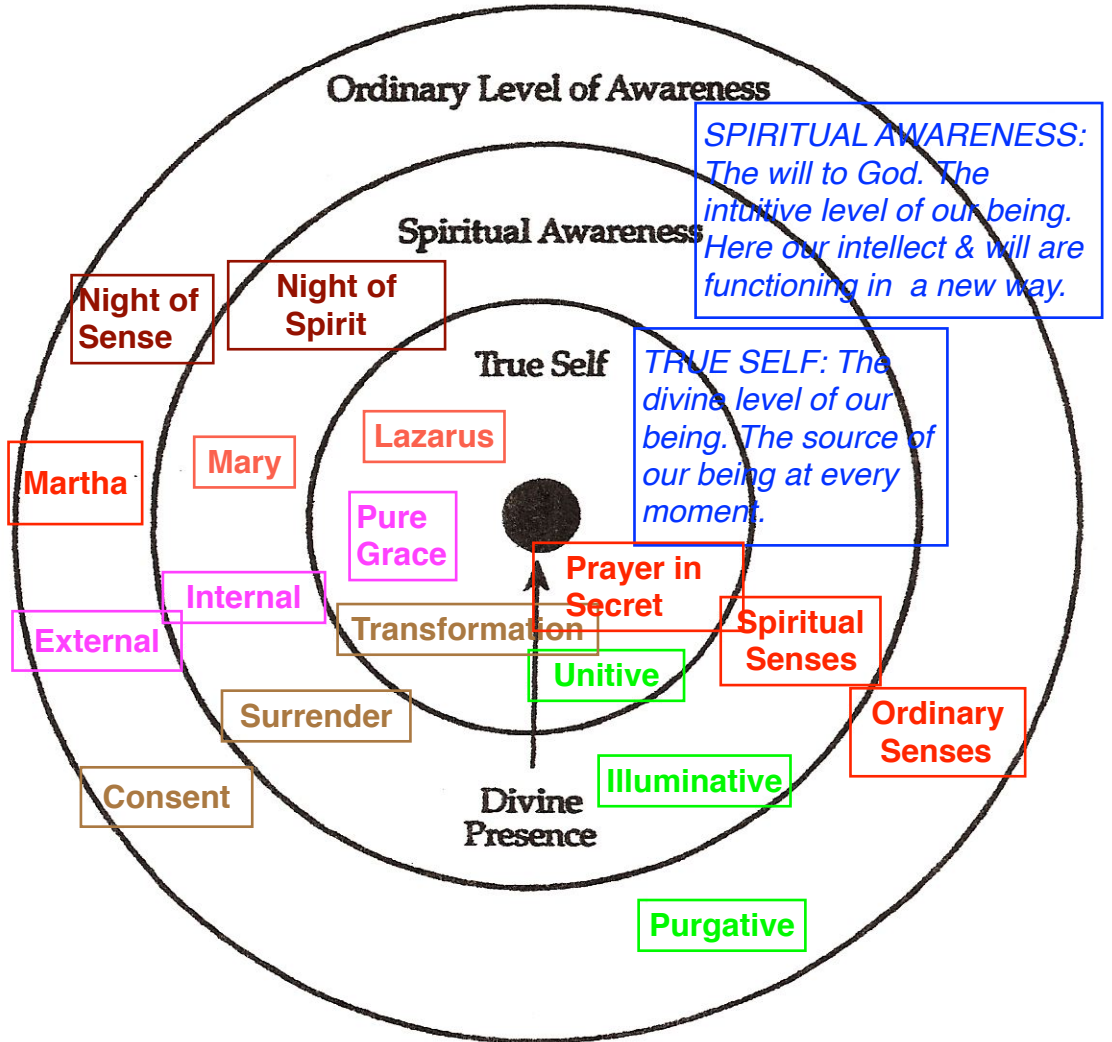 Ordinary Level of Awareness
SPIRITUAL AWARENESS:
The will to God. The
intuitive level of our being.
Here our intellect & will are
functioning in a new way.
Spiritual Awareness
Night of
Sense
Night of
Spirit
True Self
TRUE SELF: The
divine level of our
being. The source of
our being at every
moment.
Lazarus
Mary
Martha
Pure
Grace
Internal
External
Prayer in
Secret
Transformation
Spiritual
Senses
Unitive
Surrender
Ordinary
Senses
Consent
Illuminative
Divine
Presence
Purgative